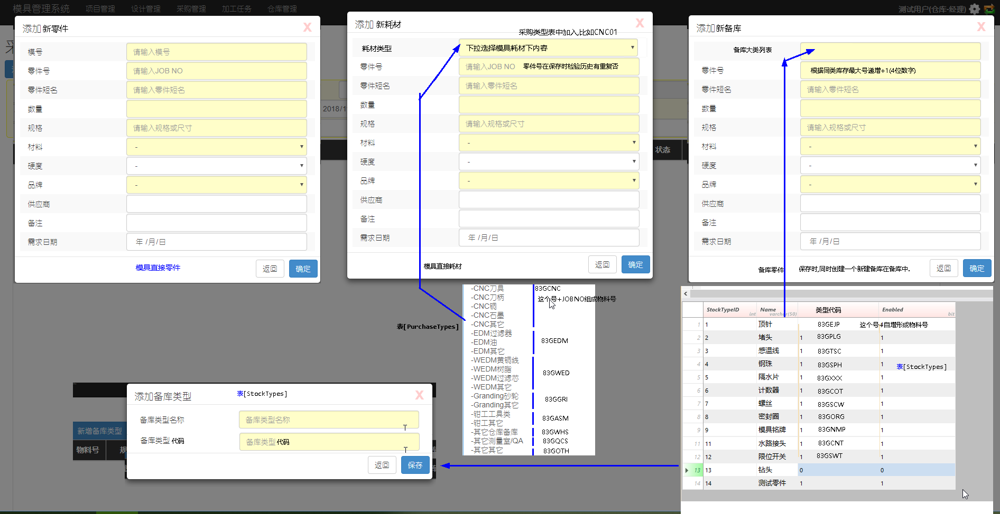 模具管理系统 项目管理 设计管理 采购管理 加工任务 仓库管理 测试用户(仓库-经理)
添加 新零件 X
模号 请输入模号
零件号 请输入JOB NO
零件短名 请输入零件短名
数量
规格 请输入规格或尺寸
材料 -
硬度 -
品牌 -
供应商
备注
需求日期 年 /月/日
模具直接零件 返回 确定
添加 新耗材 X
采购类型表中加入,比如CNC01
耗材类型 下拉选择模具耗材下内容
零件号 请输入JOB NO 零件号在保存时检验历史有重复否
零件短名 请输入零件短名
数量
规格 请输入规格或尺寸
材料 -
硬度 -
品牌 -
供应商
备注
需求日期 年 /月/日
模具直接耗材 返回 确定
添加新备库 X
备库大类列表
零件号 根据同类库存最大号递增+1(4位数字)
零件短名 请输入零件短名
数量
规格 请输入规格或尺寸
材料 -
硬度 -
品牌 -
供应商
备注
需求日期 年 /月/日
备库零件 保存时,同时创建一个新建备库在备库中. 返回 确定
采
2018/1
状态
-CNC刀具 83GCNC
-CNC刀柄 这个号+JOBNO组成物料号
-CNC铜
-CNC石墨
-CNC其它
表[PurchaseTypes]
-EDM过滤器
-EDM油 83GEDM
-EDM其它
-WEDM黄铜线
-WEDM树脂 83GWED
-WEDM过滤芯
-WEDM其它
-Granding砂轮 83GGRI
-Granding其它
-钳工工具类 83GASM
-钳工其它
-其它仓库备库 83GWHS
-其它测量室/QA 83GQCS
-其它其它 83GOTH
StockTypeID int Name varchar(50) 类型代码 Enabled bit
1 1 顶针 83GEJP 这个号+自增形成物料号
2 2 堵头 1 83GPLG 1
3 3 感温线 1 83GTSC 1
4 4 钢珠 1 83GSPH 1 表[StockTypes]
5 5 隔水片 1 83GXXX 1
6 6 计数器 1 83GCOT 1
7 7 螺丝 1 83GSCW 1
8 8 密封圈 1 83GORG 1
9 9 模具铭牌 1 83GNMP 1
11 11 水路接头 1 83GCNT 1
12 12 限位开关 1 83GSWT 1
13 13 钻头 0 0
14 14 测试零件 1 1
添加备库类型 表[StockTypes] X
备库类型名称 备库类型名称
备库类型 代码 备库类型 代码
返回 保存
新增备库类型
物料号 规